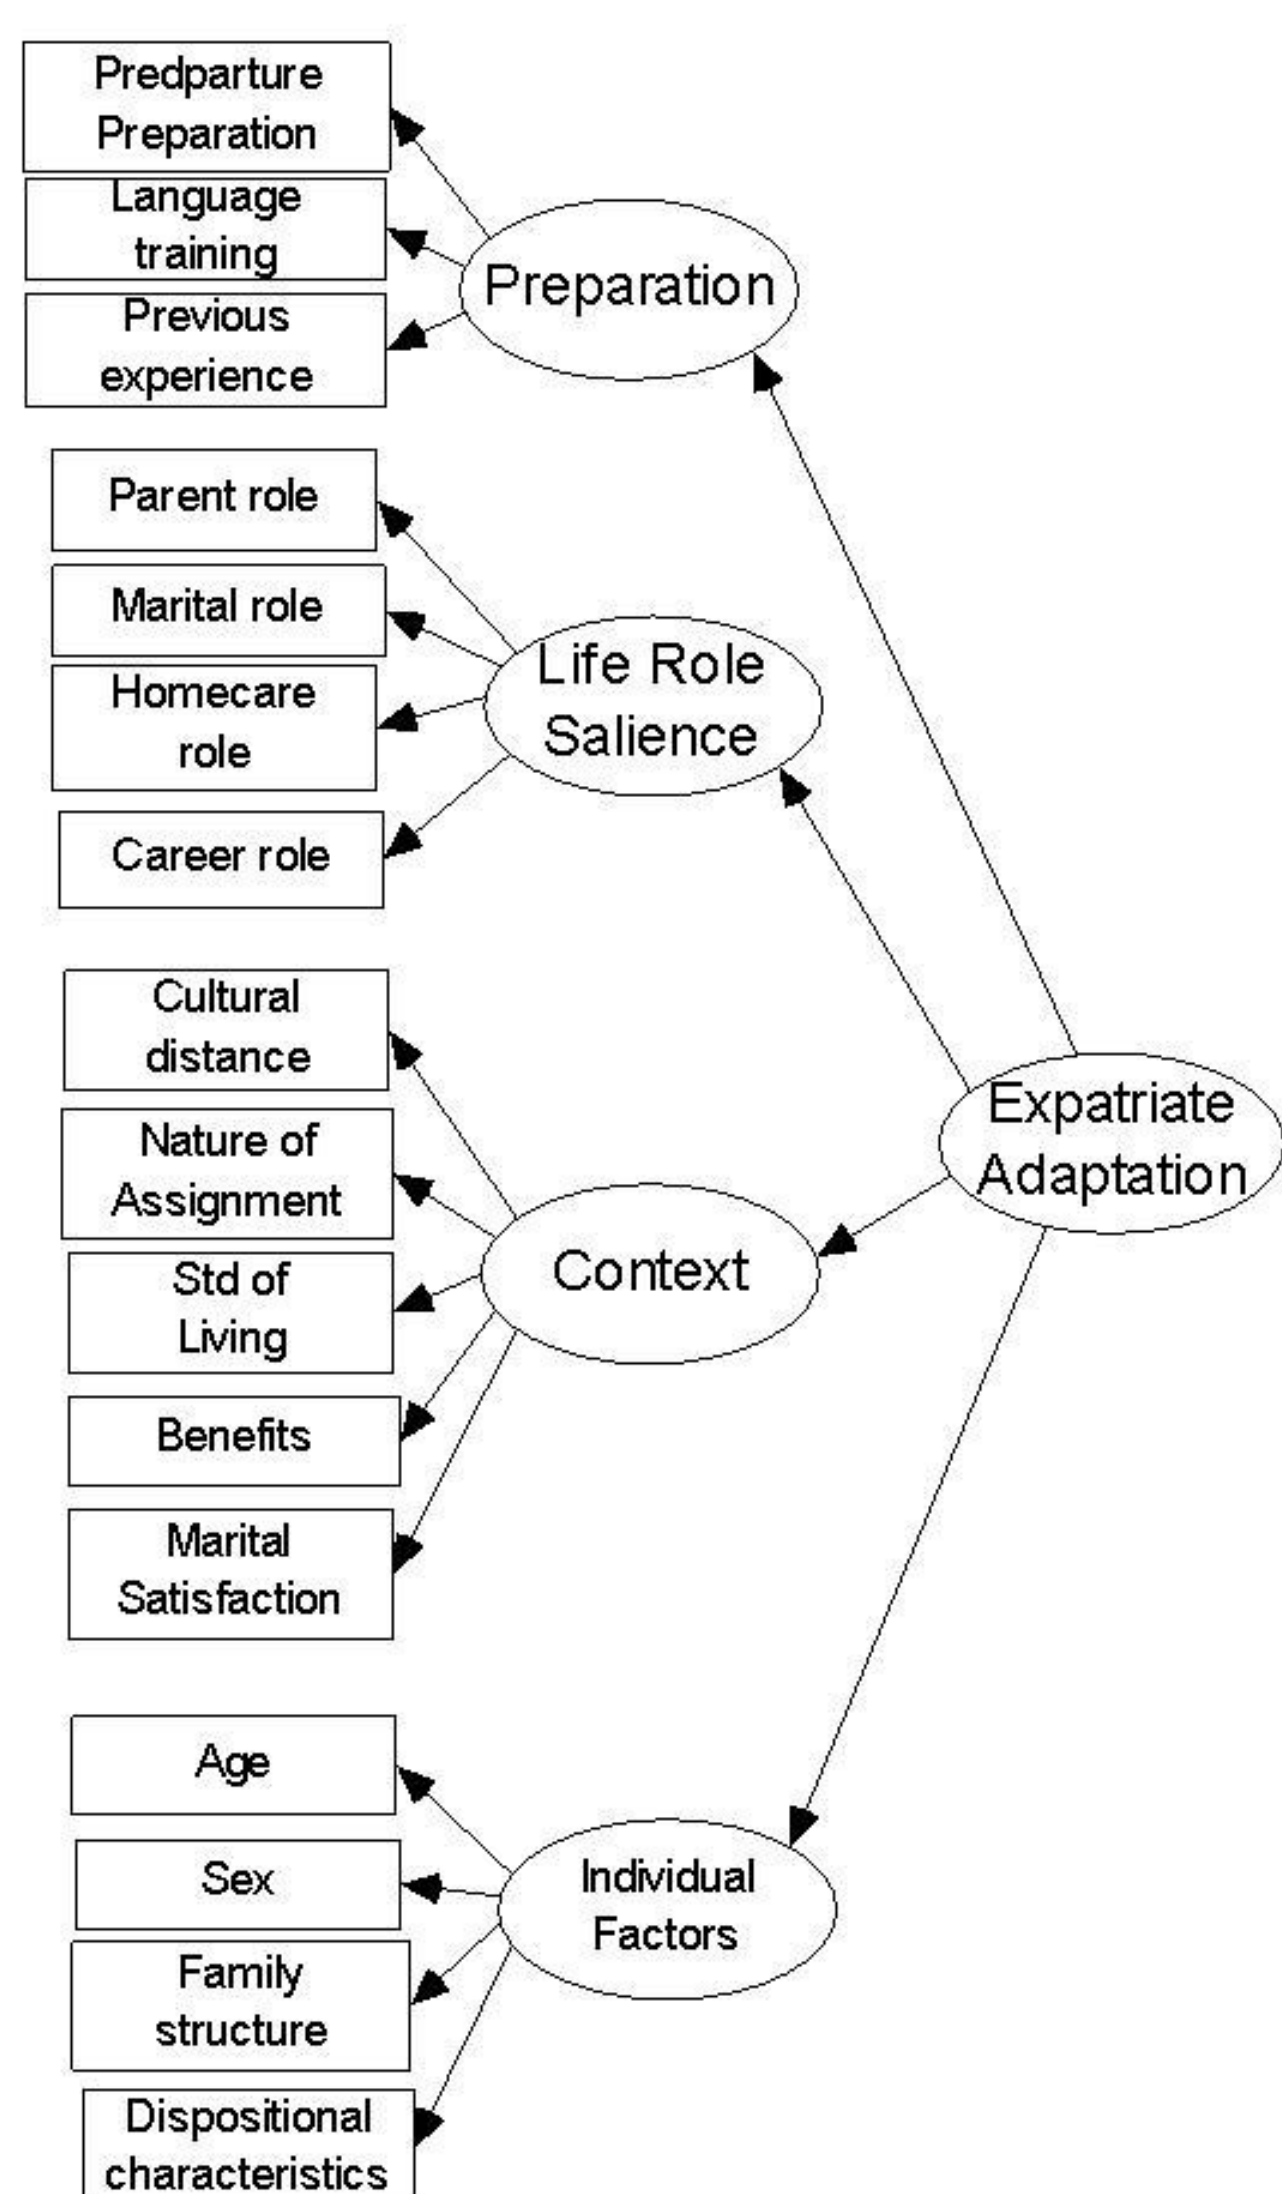 Predparture
Preparation
Language
training
Previous
experience
Preparation
Parent role
Marital role
Homecare
role
Career role
Life Role
Salience
Cultural
distance
Nature of
Assignment
Std of
Living
Benefits
Marital
Satisfaction
Context
Expatriate
Adaptation
Age
Sex
Family
structure
Dispositional
characteristics
Individual
Factors